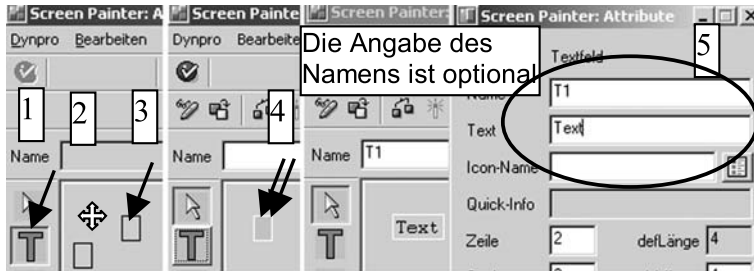 Screen Painter: A
Dynpro Bearbeiten
1
2
3
Name
T
Screen Painte
Dynpro Bearbeite
4
Name
T
Screen Painter:
Die Angabe des
Namens ist optional
Name T1
Text
T
Screen Painter: Attribute
5
Textfeld
Name T1
Text Text
Icon-Name
Quick-Info
Zeile 2 defLänge 4